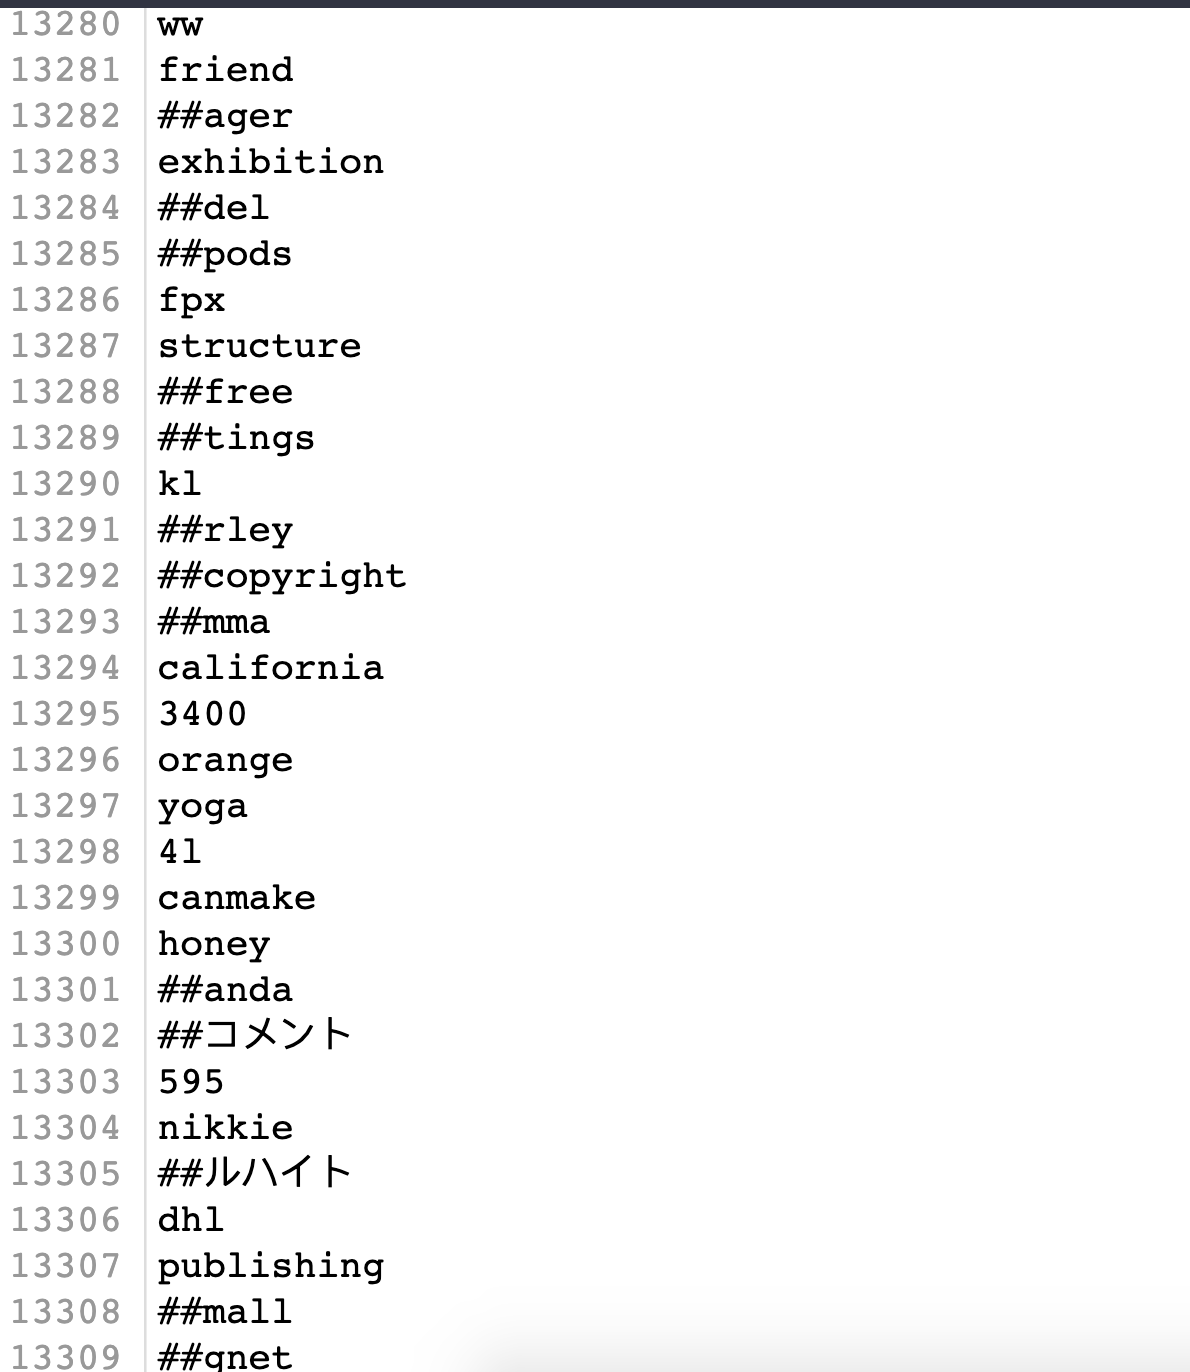 13280 ww
13281 friend
13282 ##ager
13283 exhibition
13284 ##del
13285 ##pods
13286 fpx
13287 structure
13288 ##free
13289 ##tings
13290 kl
13291 ##rley
13292 ##copyright
13293 ##mma
13294 california
13295 3400
13296 orange
13297 yoga
13298 4l
13299 canmake
13300 honey
13301 ##anda
13302 ##コメント
13303 595
13304 nikkie
13305 ##ルハイト
13306 dhl
13307 publishing
13308 ##mall
13309 ##gnet